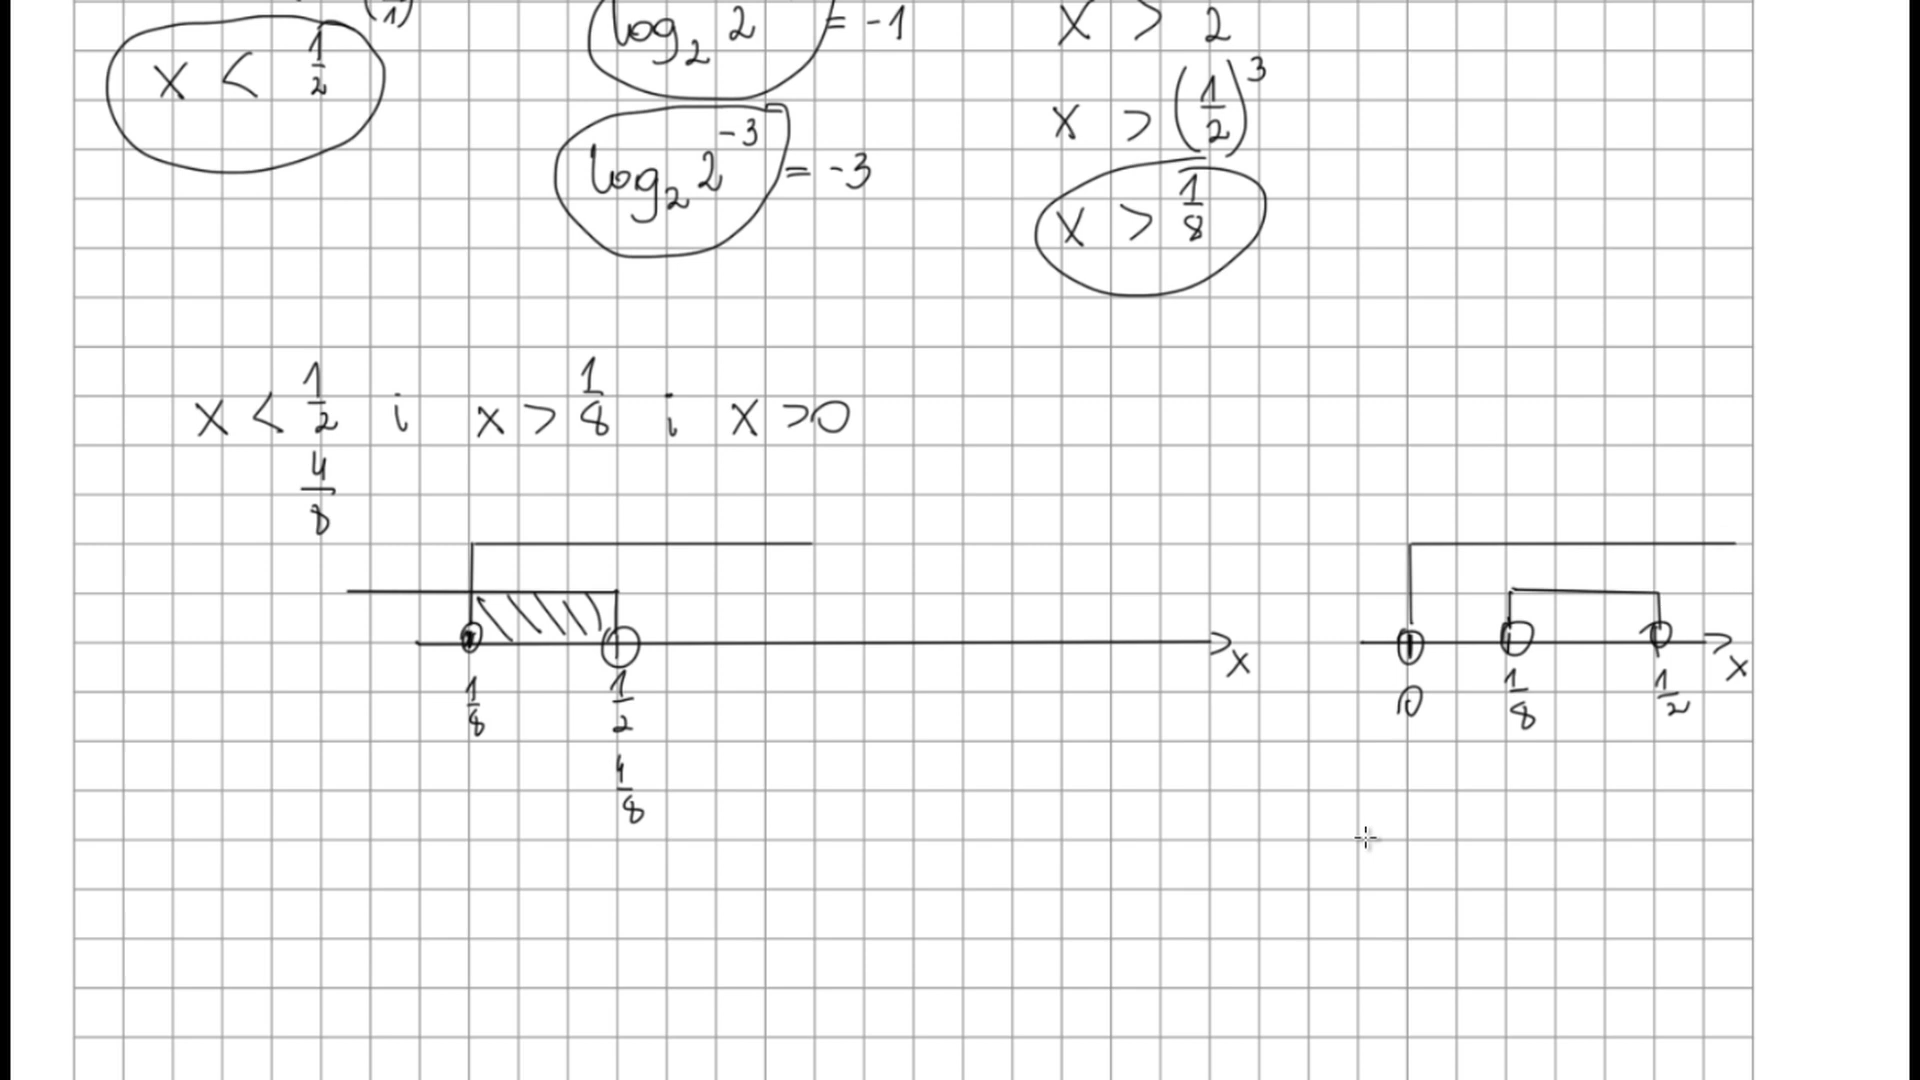 x < 1/2
log₂ 2 = -1
x > 2
log₂ 2⁻³ = -3
x > (1/2)³
x > 1/8
x < 1/2 i x > 1/8 i x > 0
4/8
x
x
1/8 1/2
0 1/8 1/2
4/8